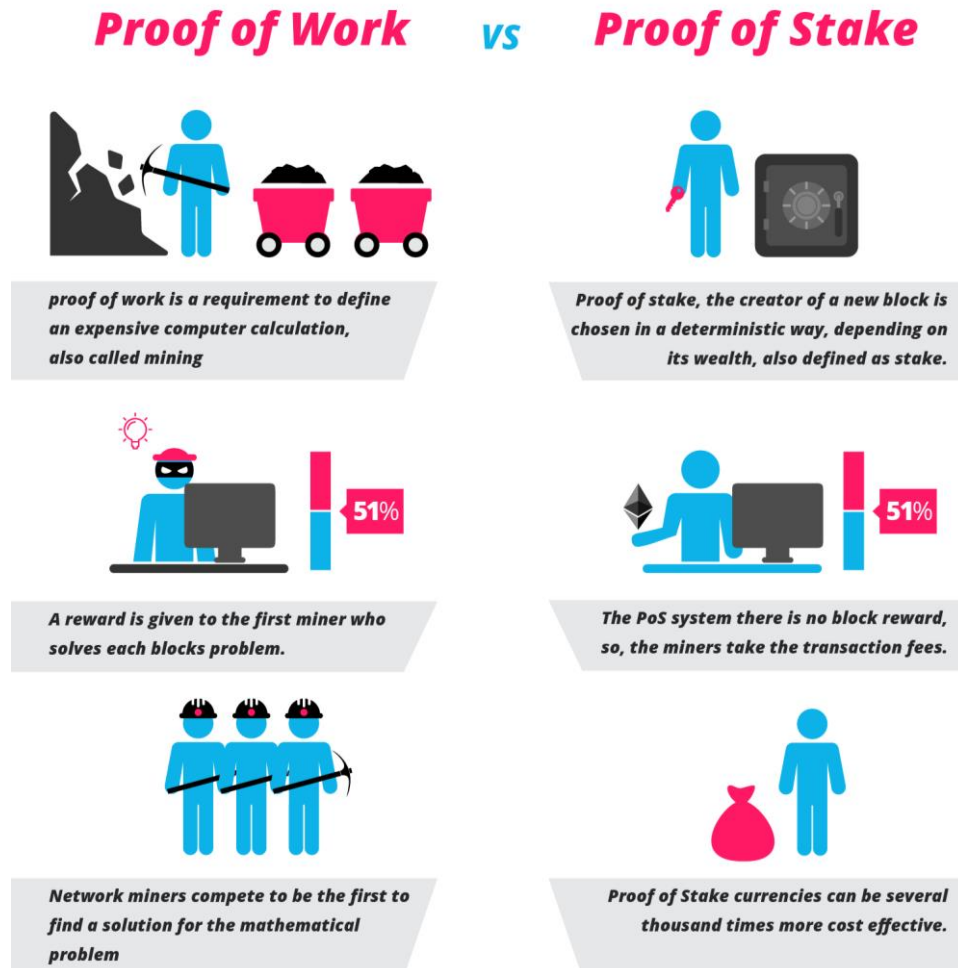 Proof of Work vs Proof of Stake
proof of work is a requirement to define
an expensive computer calculation,
also called mining
Proof of stake, the creator of a new block is
chosen in a deterministic way, depending on
its wealth, also defined as stake.
51%
51%
A reward is given to the first miner who
solves each blocks problem.
The PoS system there is no block reward,
so, the miners take the transaction fees.
Network miners compete to be the first to
find a solution for the mathematical
problem
Proof of Stake currencies can be several
thousand times more cost effective.